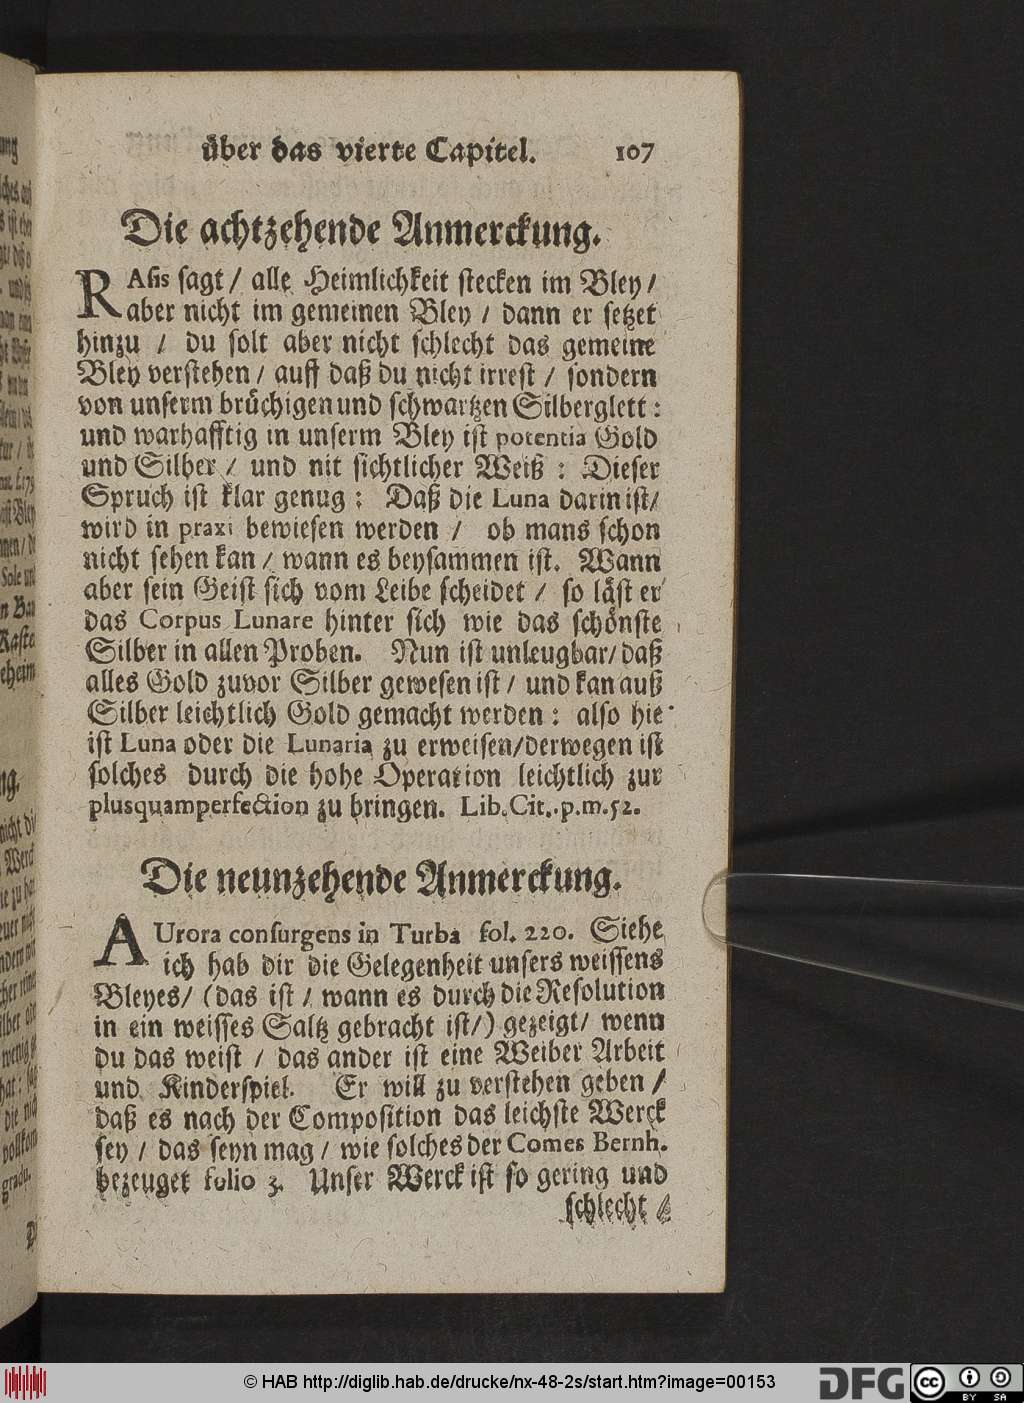 über das vierte Capitel. 107
Die achtzehende Anmerckung.
RAsis sagt / alle Heimlichkeit stecken im Bley /
aber nicht im gemeinen Bley / dann er setzet
hinzu / du solt aber nicht schlecht das gemeine
Bley verstehen / auff daß du nicht irrest / sondern
von unserm brüchigen und schwartzen Silberglett :
und warhafftig in unserm Bley ist potentia Gold
und Silber / und nit sichtlicher Weiß : Dieser
Spruch ist klar genug : Daß die Luna darin ist /
wird in praxi bewiesen werden / ob mans schon
nicht sehen kan / wann es beysammen ist. Wann
aber sein Geist sich vom Leibe scheidet / so läst er
das Corpus Lunare hinter sich wie das schönste
Silber in allen Proben. Nun ist unleugbar / daß
alles Gold zuvor Silber gewesen ist / und kan auß
Silber leichtlich Gold gemacht werden : also hie
ist Luna oder die Lunaria zu erweisen / derwegen ist
solches durch die hohe Operation leichtlich zur
plusquamperfection zu bringen. Lib. Cit. p. m. 52.
Die neunzehende Anmerckung.
AUrora consurgens in Turba fol. 220. Siehe
ich hab dir die Gelegenheit unsers weissens
Bleyes / (das ist / wann es durch die Resolution
in ein weisses Saltz gebracht ist /) gezeigt / wenn
du das weist / das ander ist eine Weiber Arbeit
und Kinderspiel. Er will zu verstehen geben /
daß es nach der Composition das leichste Werck
sey / das seyn mag / wie solches der Comes Bernh.
bezeuget folio 3. Unser Werck ist so gering und
schlecht /
© HAB http://diglib.hab.de/drucke/nx-48-2s/start.htm?image=00153
DFG
cc BY SA